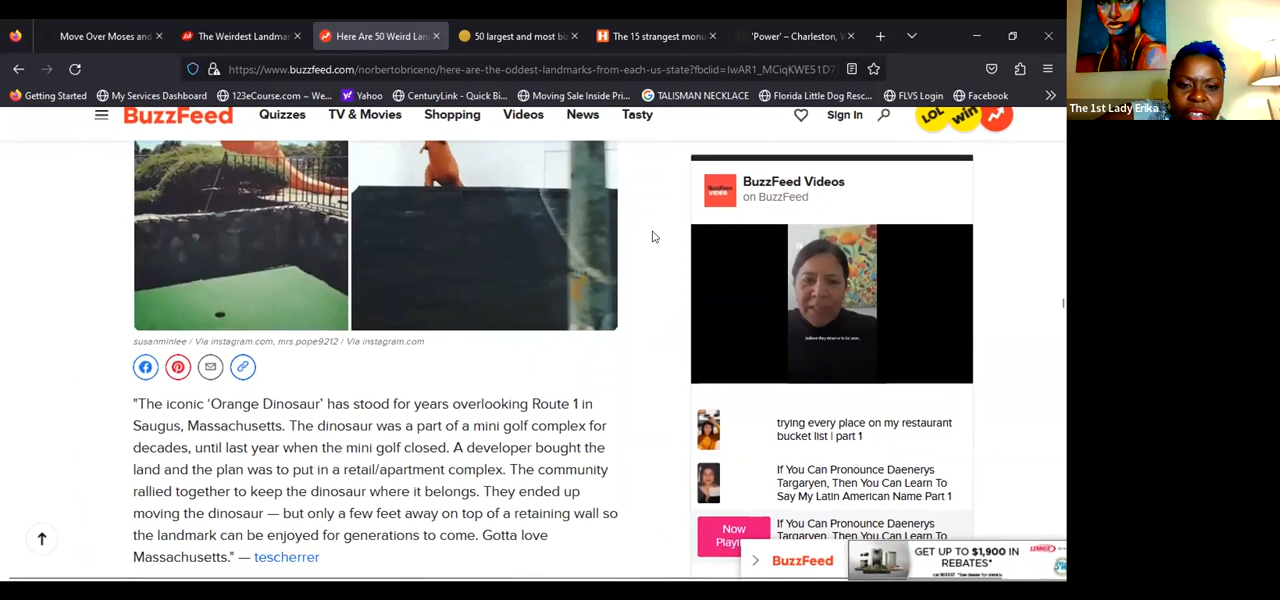 Move Over Moses and
The Weirdest Landmar
Here Are 50 Weird Lan
50 largest and most bi
The 15 strangest monu
'Power' – Charleston, V
https://www.buzzfeed.com/norbertobriceno/here-are-the-oddest-landmarks-from-each-us-state?fbclid=IwAR1_MCiqKWE51D7
Getting Started
My Services Dashboard
123eCourse.com ~ We...
Yahoo
CenturyLink - Quick Bi...
Moving Sale Inside Pri...
TALISMAN NECKLACE
Florida Little Dog Resc...
FLVS Login
Facebook
The 1st Lady Erika
BuzzFeed
Quizzes
TV & Movies
Shopping
Videos
News
Tasty
Sign In
LOL
win
BuzzFeed Videos
on BuzzFeed
susanminlee / Via instagram.com, mrs.pope9212 / Via instagram.com
"The iconic 'Orange Dinosaur' has stood for years overlooking Route 1 in
Saugus, Massachusetts. The dinosaur was a part of a mini golf complex for
decades, until last year when the mini golf closed. A developer bought the
land and the plan was to put in a retail/apartment complex. The community
rallied together to keep the dinosaur where it belongs. They ended up
moving the dinosaur — but only a few feet away on top of a retaining wall so
the landmark can be enjoyed for generations to come. Gotta love
Massachusetts." — tescherrer
trying every place on my restaurant
bucket list | part 1
If You Can Pronounce Daenerys
Targaryen, Then You Can Learn To
Say My Latin American Name Part 1
Now
Playi
If You Can Pronounce Daenerys
Targaryen, Then You Can Learn To
BuzzFeed
GET UP TO $1,900 IN
REBATES*
LENNOX